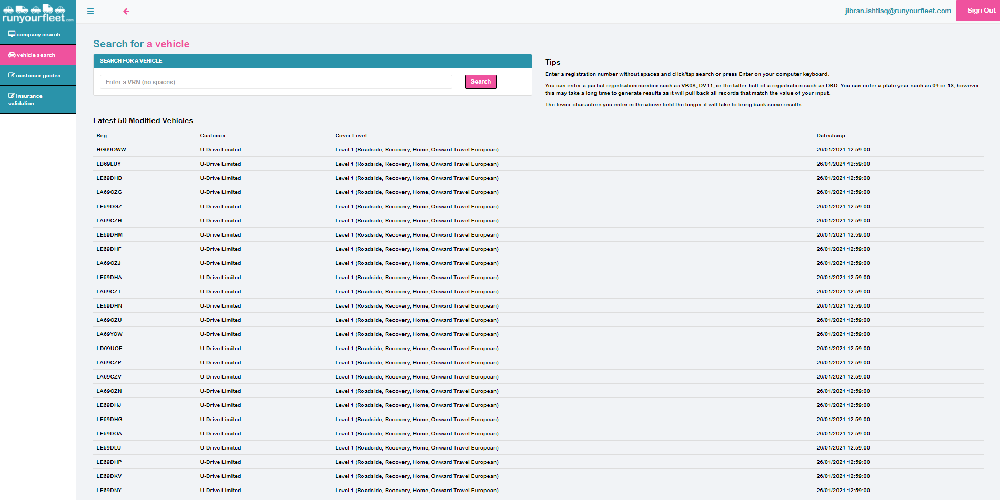 runyourfleet.com
jibran.ishtiaq@runyourfleet.com
Sign Out
company search
vehicle search
customer guides
insurance
validation
Search for a vehicle
SEARCH FOR A VEHICLE
Enter a VRN (no spaces)
Search
Tips
Enter a registration number without spaces and click/tap search or press Enter on your computer keyboard.
You can enter a partial registration number such as VK08, DV11, or the latter half of a registration such as DKD. You can enter a plate year such as 09 or 13, however
this may take a long time to generate results as it will pull back all records that match the value of your input.
The fewer characters you enter in the above field the longer it will take to bring back some results.
Latest 50 Modified Vehicles
Reg Customer Cover Level Datestamp
HG69OWW U-Drive Limited Level 1 (Roadside, Recovery, Home, Onward Travel European) 26/01/2021 12:59:00
LB69LUY U-Drive Limited Level 1 (Roadside, Recovery, Home, Onward Travel European) 26/01/2021 12:59:00
LE69DHD U-Drive Limited Level 1 (Roadside, Recovery, Home, Onward Travel European) 26/01/2021 12:59:00
LA69CZG U-Drive Limited Level 1 (Roadside, Recovery, Home, Onward Travel European) 26/01/2021 12:59:00
LE69DGZ U-Drive Limited Level 1 (Roadside, Recovery, Home, Onward Travel European) 26/01/2021 12:59:00
LA69CZH U-Drive Limited Level 1 (Roadside, Recovery, Home, Onward Travel European) 26/01/2021 12:59:00
LE69DHM U-Drive Limited Level 1 (Roadside, Recovery, Home, Onward Travel European) 26/01/2021 12:59:00
LE69DHF U-Drive Limited Level 1 (Roadside, Recovery, Home, Onward Travel European) 26/01/2021 12:59:00
LA69CZJ U-Drive Limited Level 1 (Roadside, Recovery, Home, Onward Travel European) 26/01/2021 12:59:00
LE69DHA U-Drive Limited Level 1 (Roadside, Recovery, Home, Onward Travel European) 26/01/2021 12:59:00
LA69CZT U-Drive Limited Level 1 (Roadside, Recovery, Home, Onward Travel European) 26/01/2021 12:59:00
LE69DHN U-Drive Limited Level 1 (Roadside, Recovery, Home, Onward Travel European) 26/01/2021 12:59:00
LA69CZU U-Drive Limited Level 1 (Roadside, Recovery, Home, Onward Travel European) 26/01/2021 12:59:00
LA69YCW U-Drive Limited Level 1 (Roadside, Recovery, Home, Onward Travel European) 26/01/2021 12:59:00
LD69UOE U-Drive Limited Level 1 (Roadside, Recovery, Home, Onward Travel European) 26/01/2021 12:59:00
LA69CZP U-Drive Limited Level 1 (Roadside, Recovery, Home, Onward Travel European) 26/01/2021 12:59:00
LA69CZV U-Drive Limited Level 1 (Roadside, Recovery, Home, Onward Travel European) 26/01/2021 12:59:00
LA69CZN U-Drive Limited Level 1 (Roadside, Recovery, Home, Onward Travel European) 26/01/2021 12:59:00
LE69DHJ U-Drive Limited Level 1 (Roadside, Recovery, Home, Onward Travel European) 26/01/2021 12:59:00
LE69DHG U-Drive Limited Level 1 (Roadside, Recovery, Home, Onward Travel European) 26/01/2021 12:59:00
LE69DOA U-Drive Limited Level 1 (Roadside, Recovery, Home, Onward Travel European) 26/01/2021 12:59:00
LE69DLU U-Drive Limited Level 1 (Roadside, Recovery, Home, Onward Travel European) 26/01/2021 12:59:00
LE69DHP U-Drive Limited Level 1 (Roadside, Recovery, Home, Onward Travel European) 26/01/2021 12:59:00
LE69DKV U-Drive Limited Level 1 (Roadside, Recovery, Home, Onward Travel European) 26/01/2021 12:59:00
LE69DNY U-Drive Limited Level 1 (Roadside, Recovery, Home, Onward Travel European) 26/01/2021 12:59:00